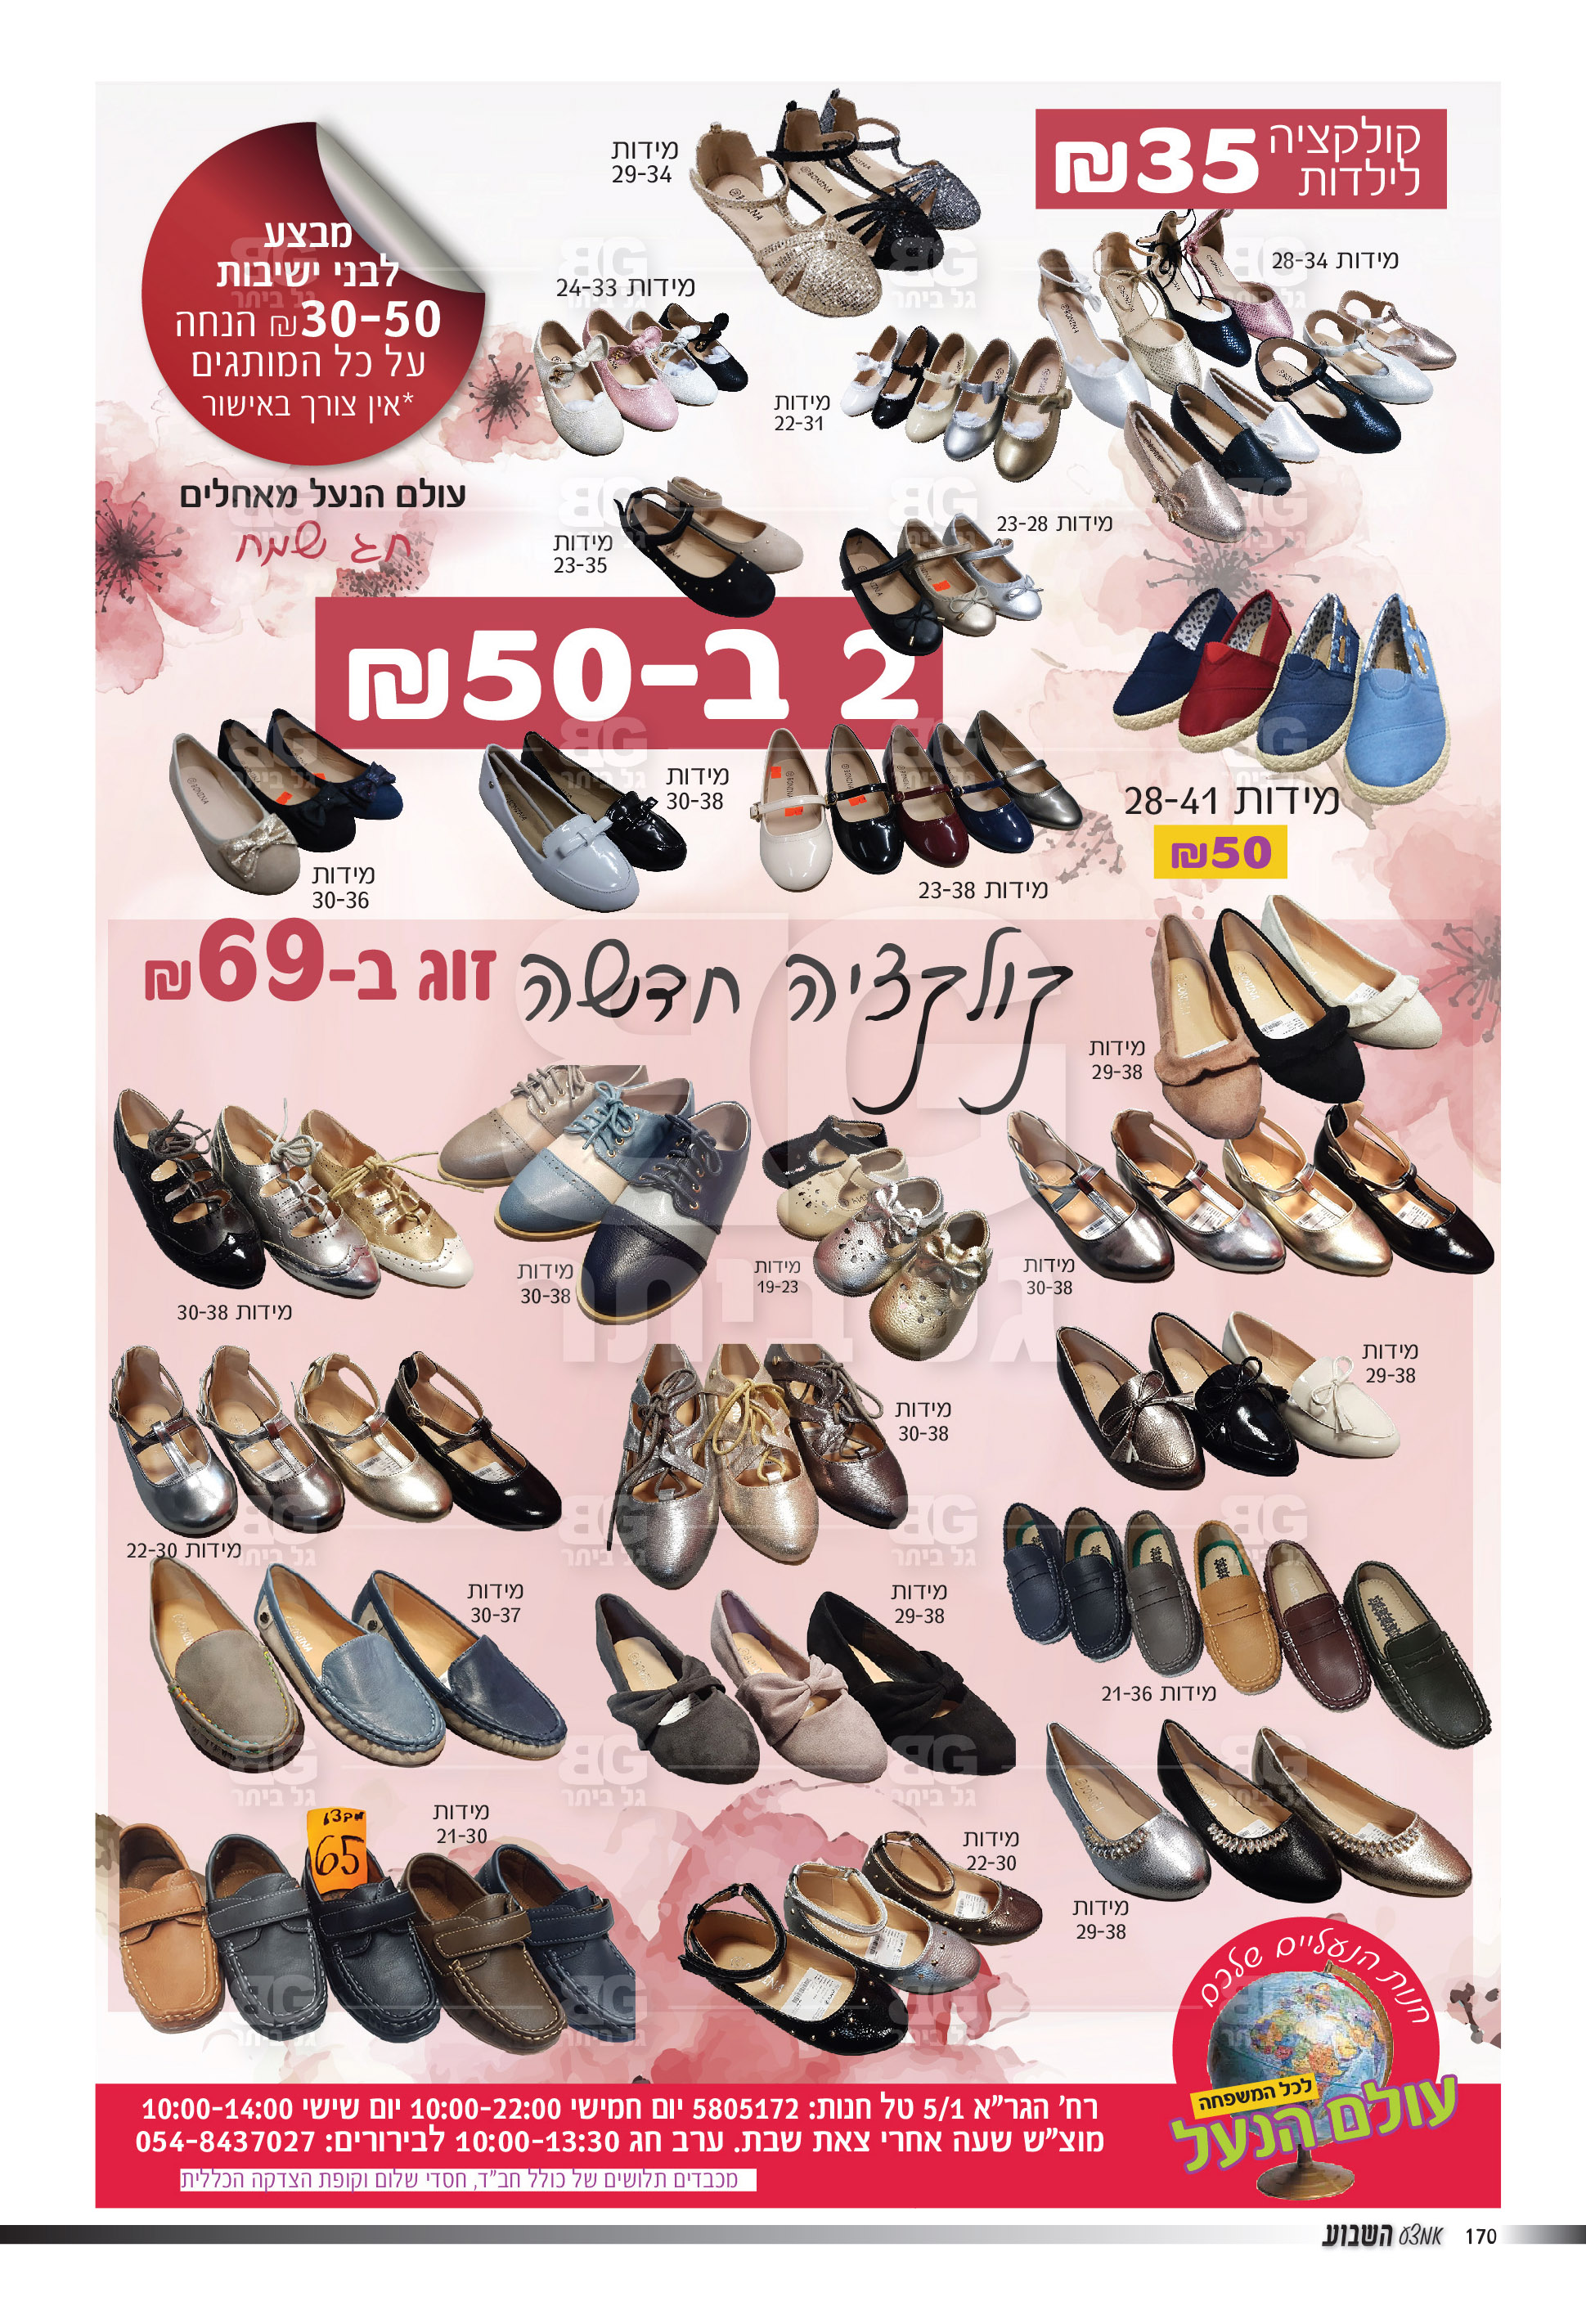 קולקציה
לילדות
35₪
מידות
29-34
מידות 28-34
מבצע
לבני ישיבות
30-50₪ הנחה
על כל המותגים
*אין צורך באישור
מידות 24-33
מידות
22-31
עולם הנעל מאחלים
חג שמח
מידות
23-35
מידות 23-28
2 ב-50₪
מידות
30-38
מידות 28-41
50₪
מידות
30-36
מידות 23-38
קולקציה חדשה
זוג ב-69₪
מידות
29-38
מידות
30-38
מידות
19-23
מידות
30-38
מידות 30-38
מידות
29-38
מידות
30-38
מידות 22-30
מידות
30-37
מידות
29-38
מידות 21-36
מידות
21-30
65
מידות
22-30
מידות
29-38
חנות הנעליים שלכם
לכל המשפחה
עולם הנעל
רח' הגר"א 5/1 טל חנות: 5805172 יום חמישי 10:00-22:00 יום שישי 10:00-14:00
מוצ"ש שעה אחרי צאת שבת. ערב חג 10:00-13:30 לבירורים: 054-8437027
מכבדים תלושים של כולל חב"ד, חסדי שלום וקופת הצדקה הכללית
170 אמצע השבוע
BG
גל ביתר